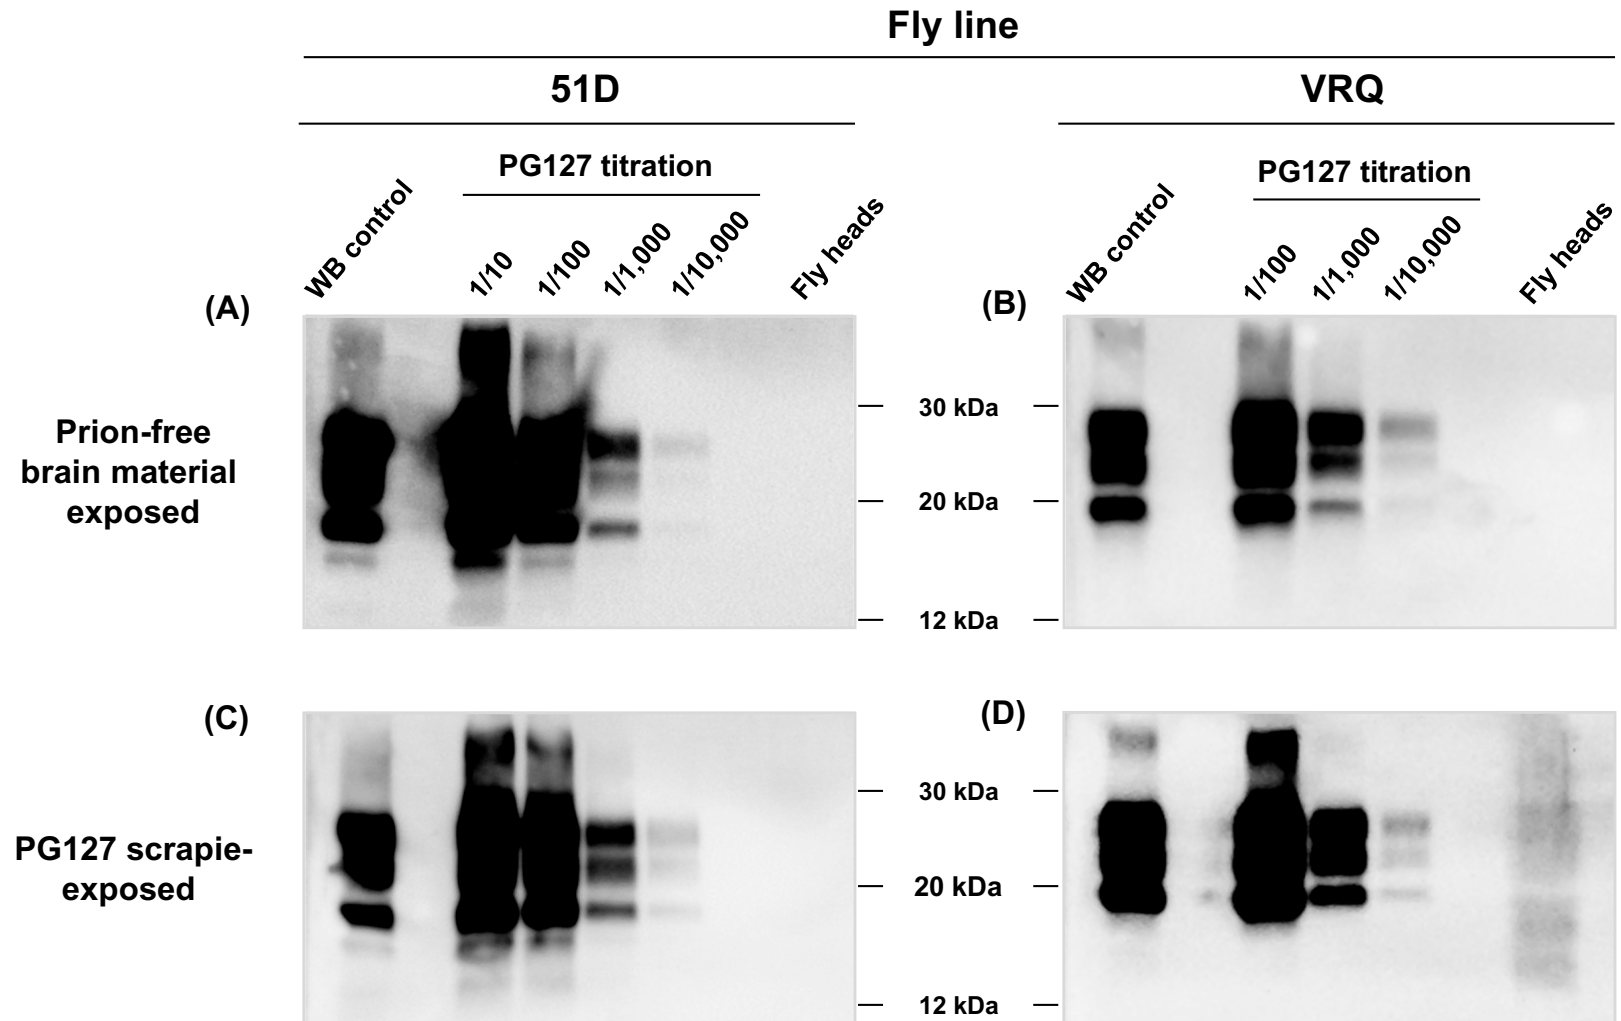 Fly line
51D
VRQ
PG127 titration
PG127 titration
WB control
1/10
1/100
1/1,000
1/10,000
Fly heads
WB control
1/100
1/1,000
1/10,000
Fly heads
(A)
(B)
Prion-free
brain material
exposed
30 kDa
20 kDa
12 kDa
(C)
(D)
PG127 scrapie-
exposed
30 kDa
20 kDa
12 kDa